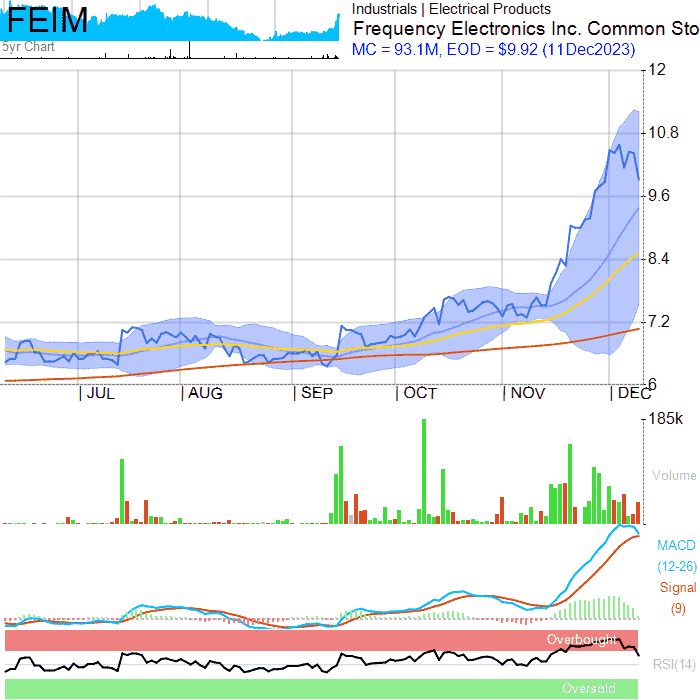 FEIM
5yr Chart
Industrials | Electrical Products
Frequency Electronics Inc. Common Sto
MC = 93.1M, EOD = $9.92 (11Dec2023)
12
10.8
9.6
8.4
7.2
6
JUL AUG SEP OCT NOV DEC
185k
Volume
MACD
(12-26)
Signal
(9)
Overbought
RSI(14)
Oversold